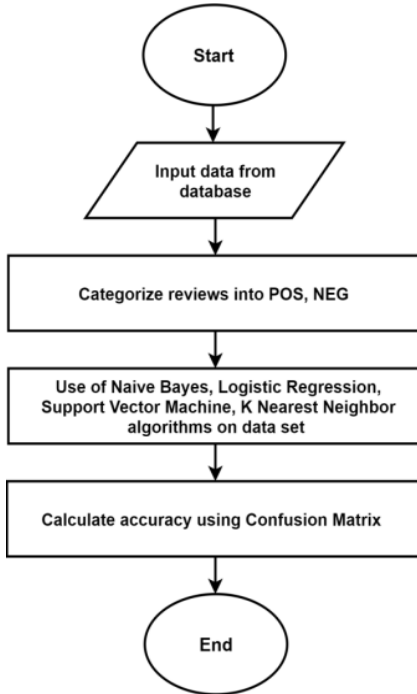 Start
Input data from
database
Categorize reviews into POS, NEG
Use of Naive Bayes, Logistic Regression,
Support Vector Machine, K Nearest Neighbor
algorithms on data set
Calculate accuracy using Confusion Matrix
End